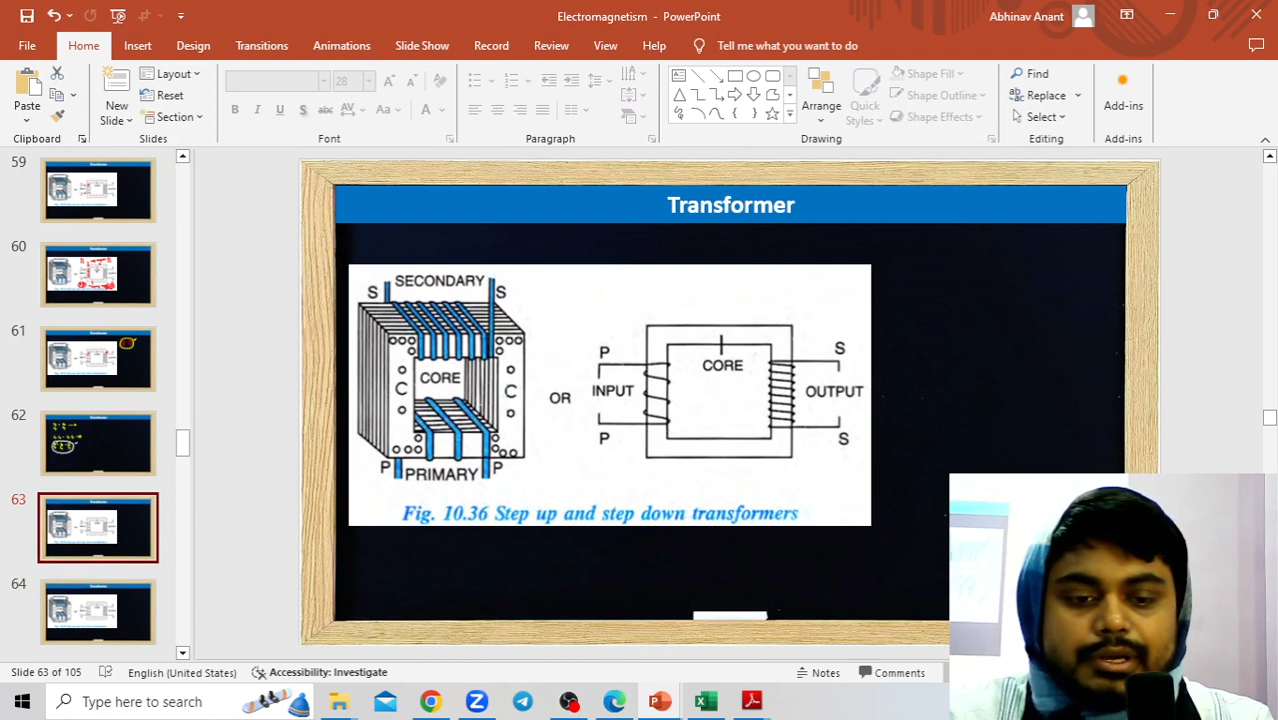 Electromagnetism - PowerPoint
Abhinav Anant
File Home Insert Design Transitions Animations Slide Show Record Review View Help Tell me what you want to do
Paste
Clipboard
New Slide
Layout
Reset
Section
Slides
28
B I U S abc AV Aa A
Font
Paragraph
Arrange
Quick Styles
Shape Fill
Shape Outline
Shape Effects
Drawing
Find
Replace
Select
Editing
Add-ins
Add-ins
59
60
61
62
63
64
Transformer
SECONDARY
S S
C CORE C
P PRIMARY P
OR
P
INPUT
P
CORE
S
OUTPUT
S
Fig. 10.36 Step up and step down transformers
Slide 63 of 105 English (United States) Accessibility: Investigate Notes Comments
Type here to search